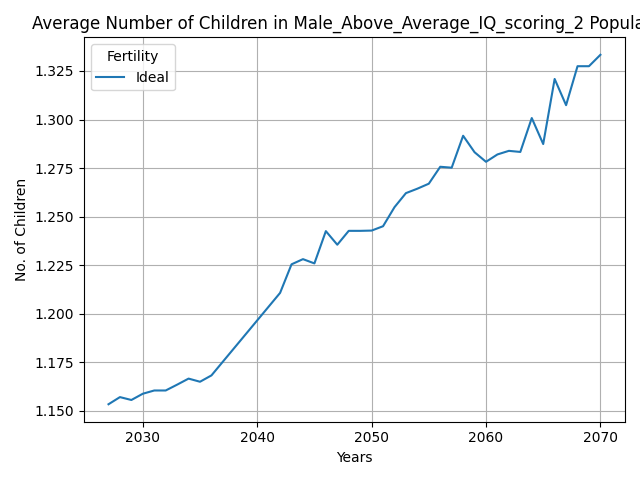 Average Number of Children in Male_Above_Average_IQ_scoring_2
Fertility
Ideal
1.325
1.300
1.275
1.250
1.225
1.200
1.175
1.150
No. of Children
2030 2040 2050 2060 2070
Years